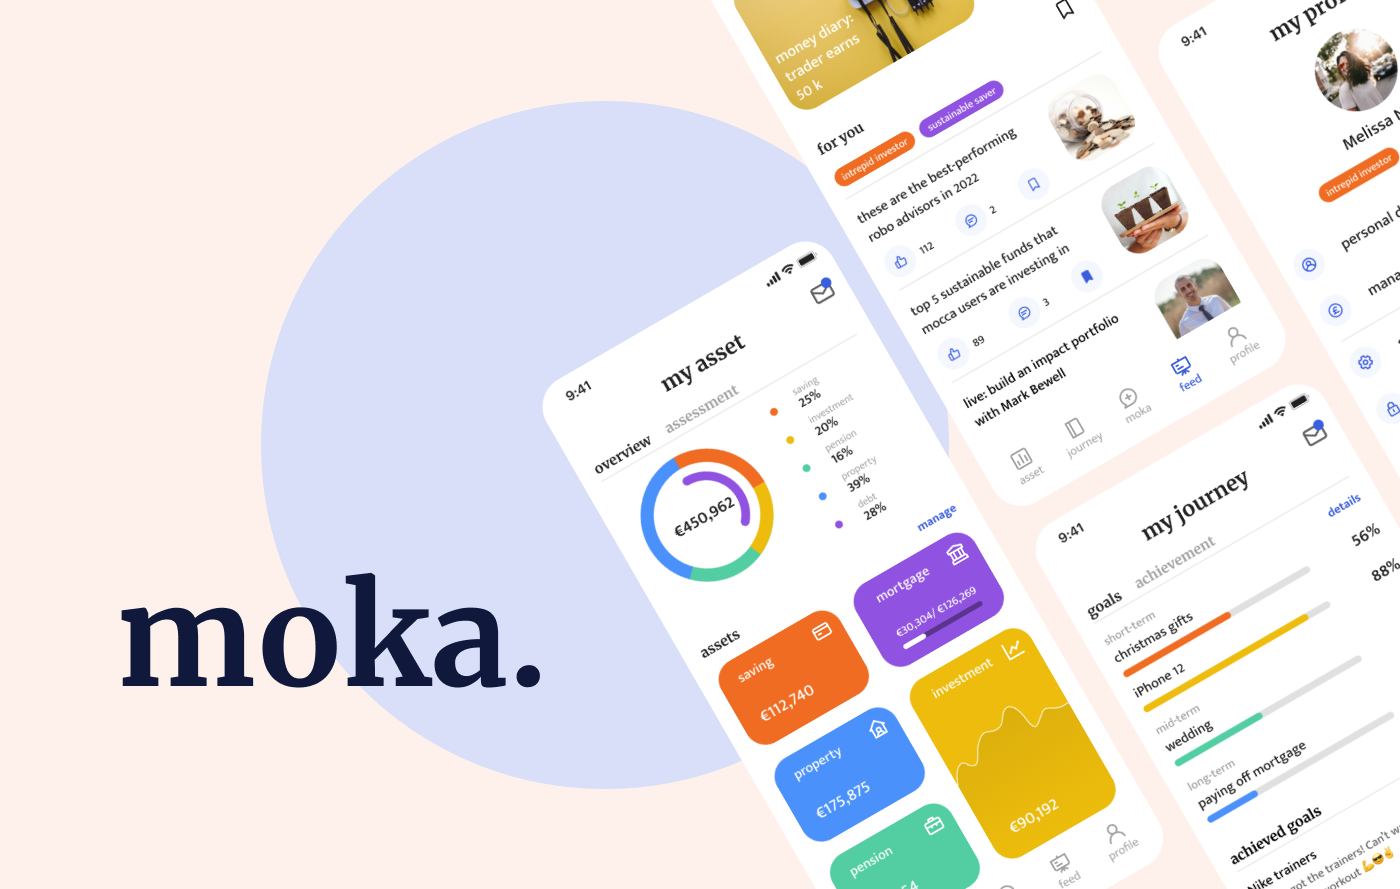 moka.
9:41
my asset
overview
assessment
€450,962
saving
25%
investment
20%
pension
16%
property
39%
debt
28%
manage
assets
saving
€112,740
mortgage
€30,304/ €126,269
property
€175,875
investment
€90,192
pension
feed
profile
money diary:
trader earns
50 k
for you
intrepid investor
sustainable saver
these are the best-performing
robo advisors in 2022
112
2
top 5 sustainable funds that
mocca users are investing in
89
3
live: build an impact portfolio
with Mark Bewell
asset
journey
moka
feed
profile
9:41
my
Melissa
intrepid investor
personal
9:41
my journey
goals
achievement
details
short-term
christmas gifts
56%
iPhone 12
88%
mid-term
wedding
long-term
paying off mortgage
achieved goals
Nike trainers
got the trainers! Can't
💪😎✌